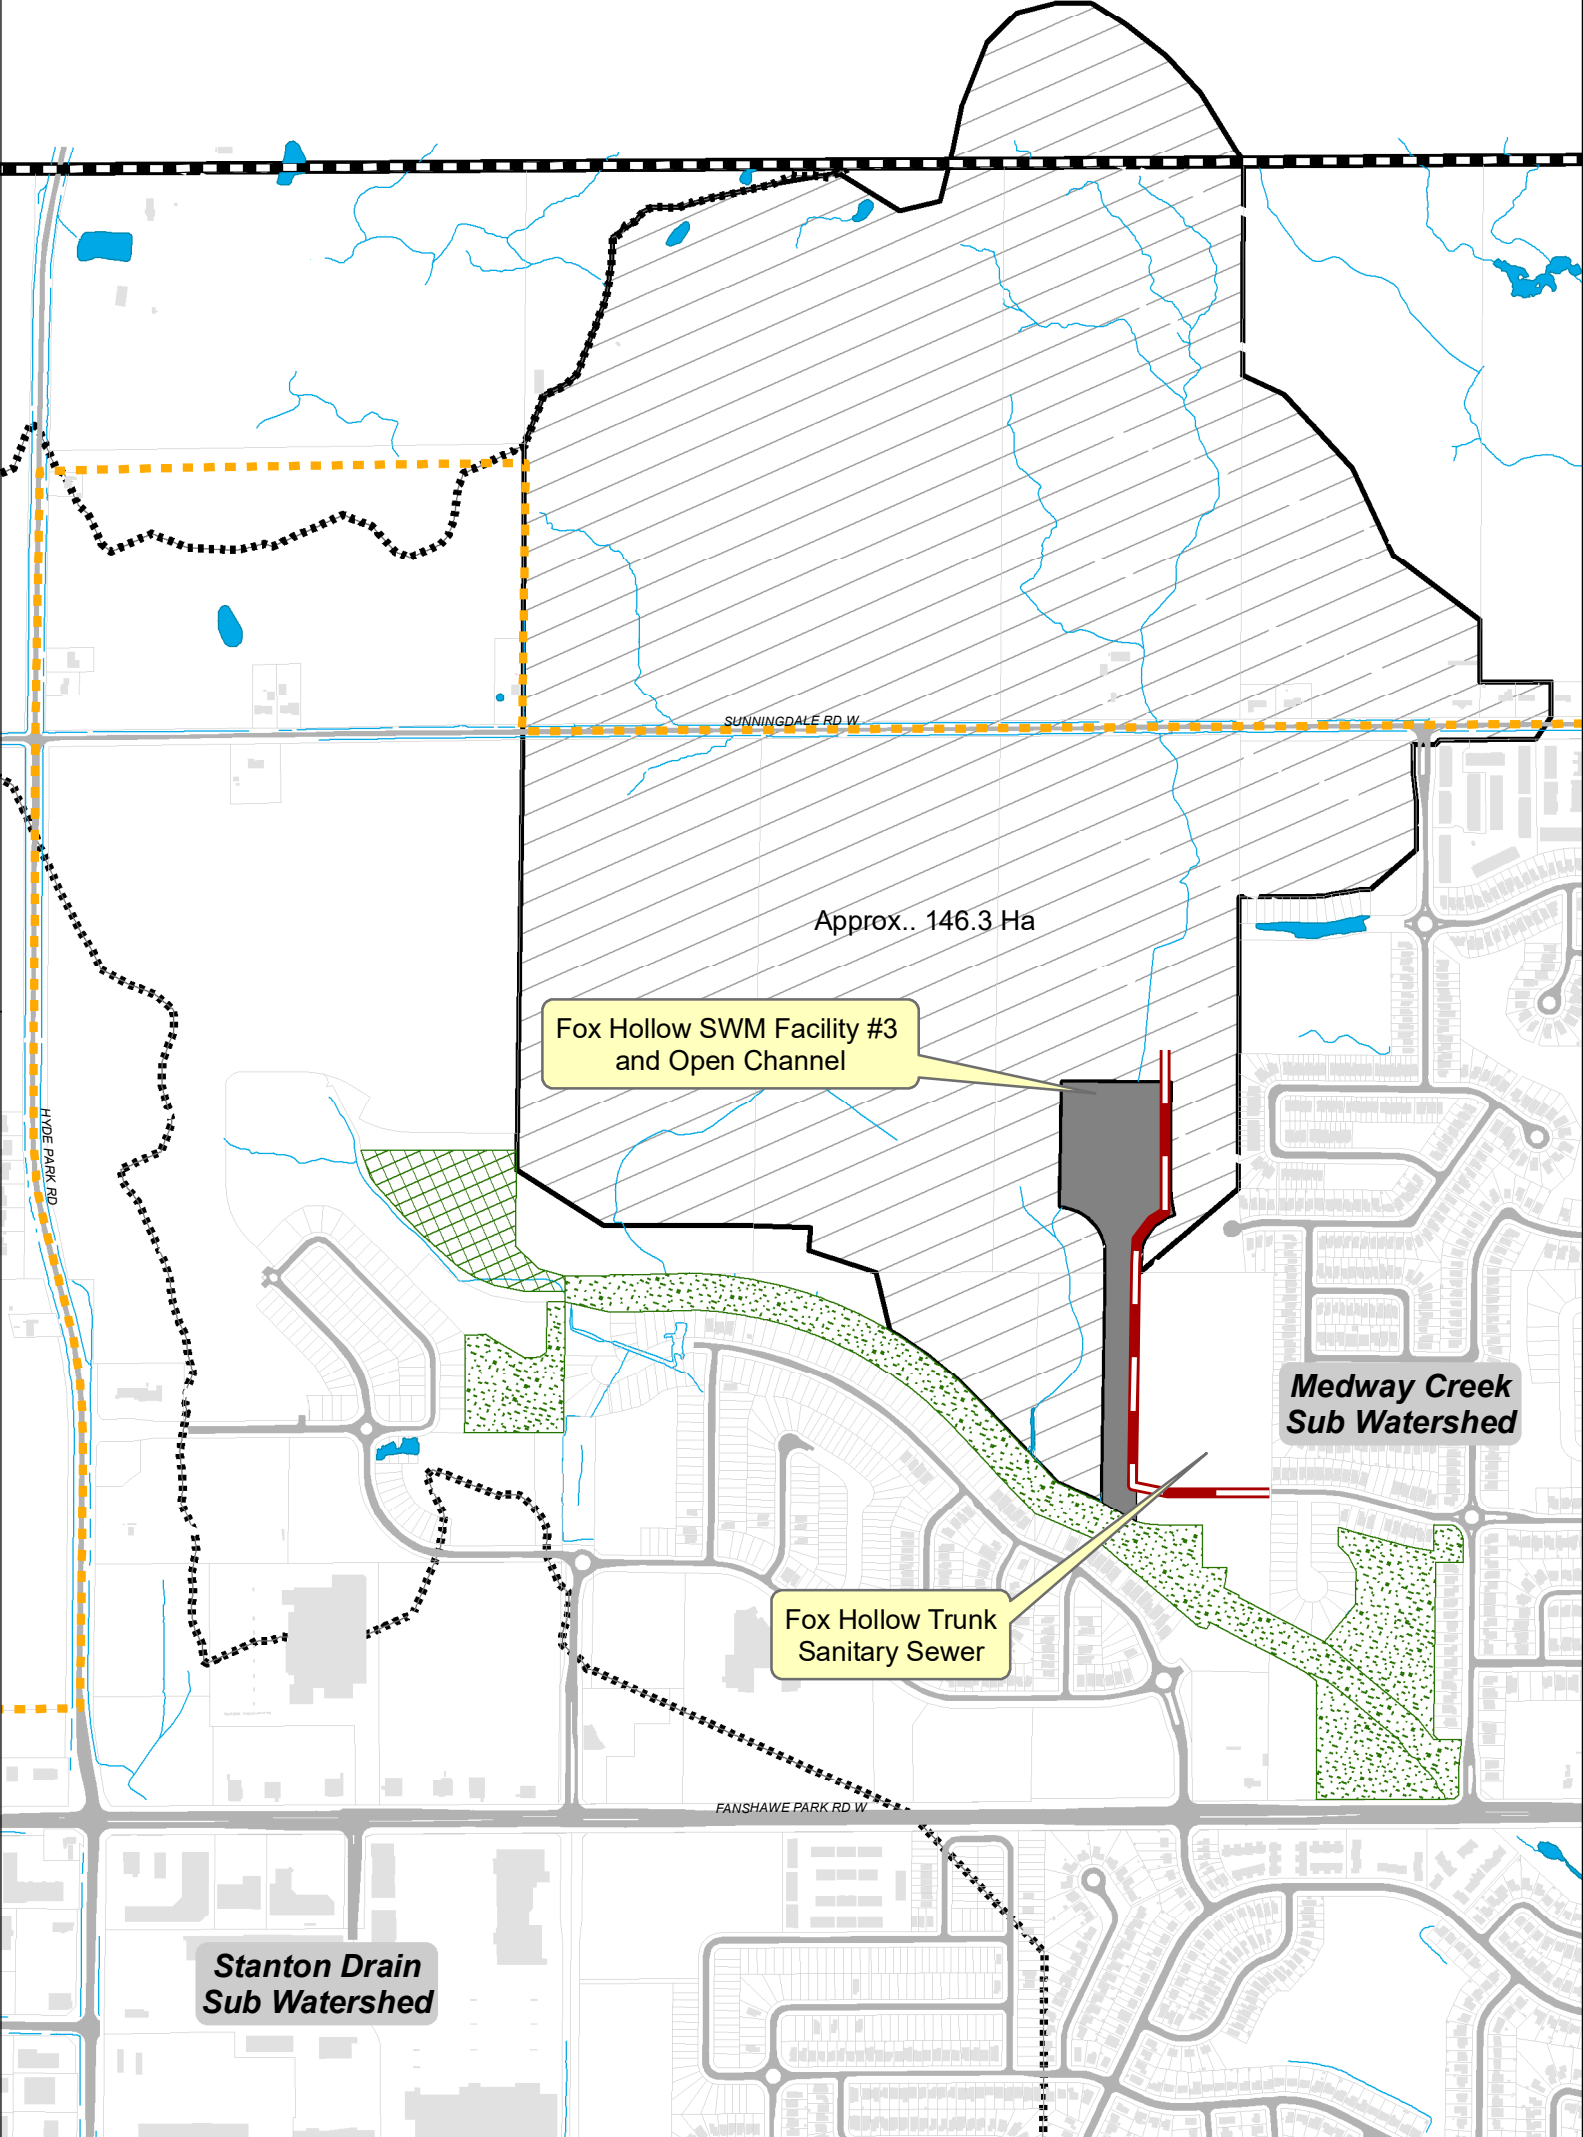 SUNNINGDALE RD W
Approx.. 146.3 Ha
Fox Hollow SWM Facility #3
and Open Channel
HYDE PARK RD
Medway Creek
Sub Watershed
Fox Hollow Trunk
Sanitary Sewer
FANSHAWE PARK RD W
Stanton Drain
Sub Watershed